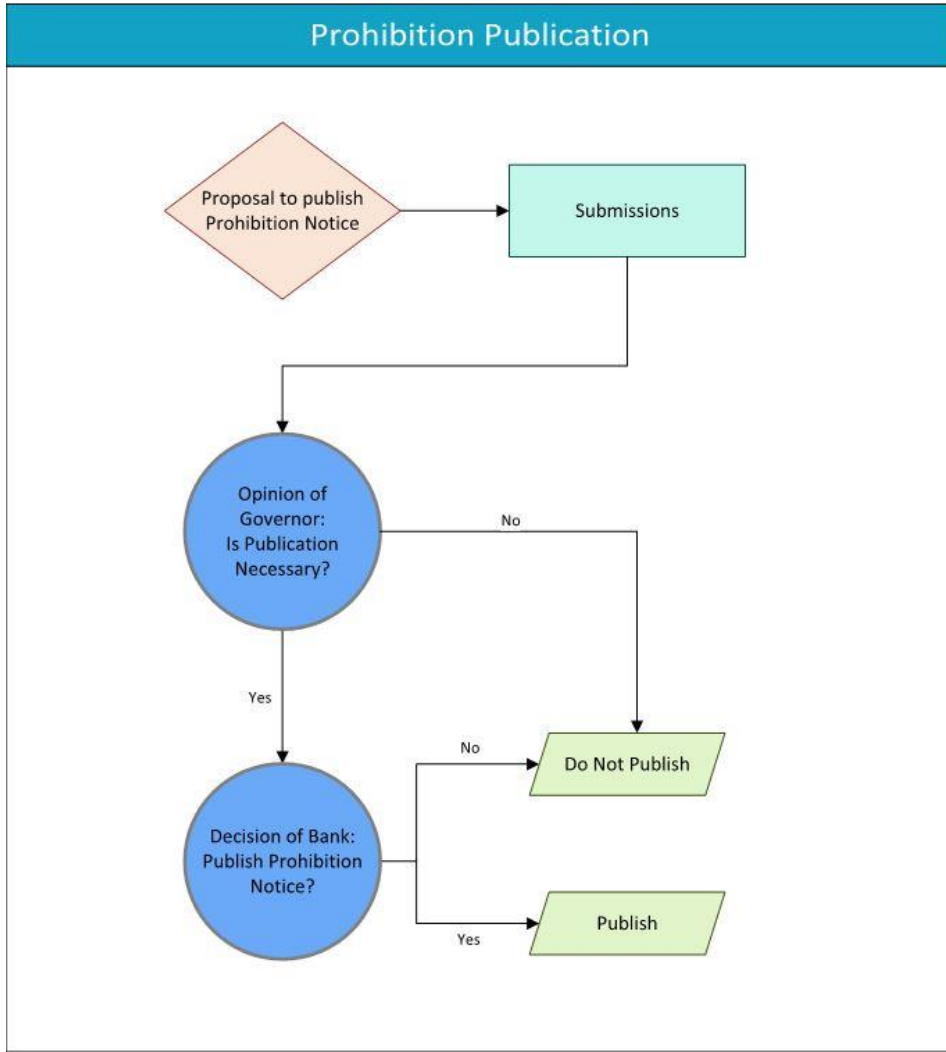 Prohibition Publication
Proposal to publish
Prohibition Notice
Submissions
Opinion of
Governor:
Is Publication
Necessary?
No
Yes
Decision of Bank:
Publish Prohibition
Notice?
No
Do Not Publish
Yes
Publish